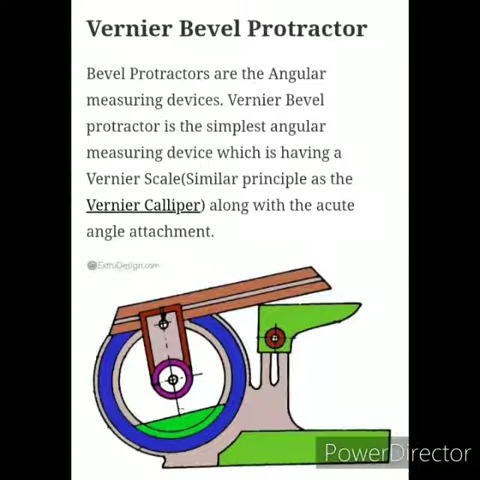 Vernier Bevel Protractor
Bevel Protractors are the Angular
measuring devices. Vernier Bevel
protractor is the simplest angular
measuring device which is having a
Vernier Scale(Similar principle as the
Vernier Calliper) along with the acute
angle attachment.
ExtruDesign.com
PowerDirector